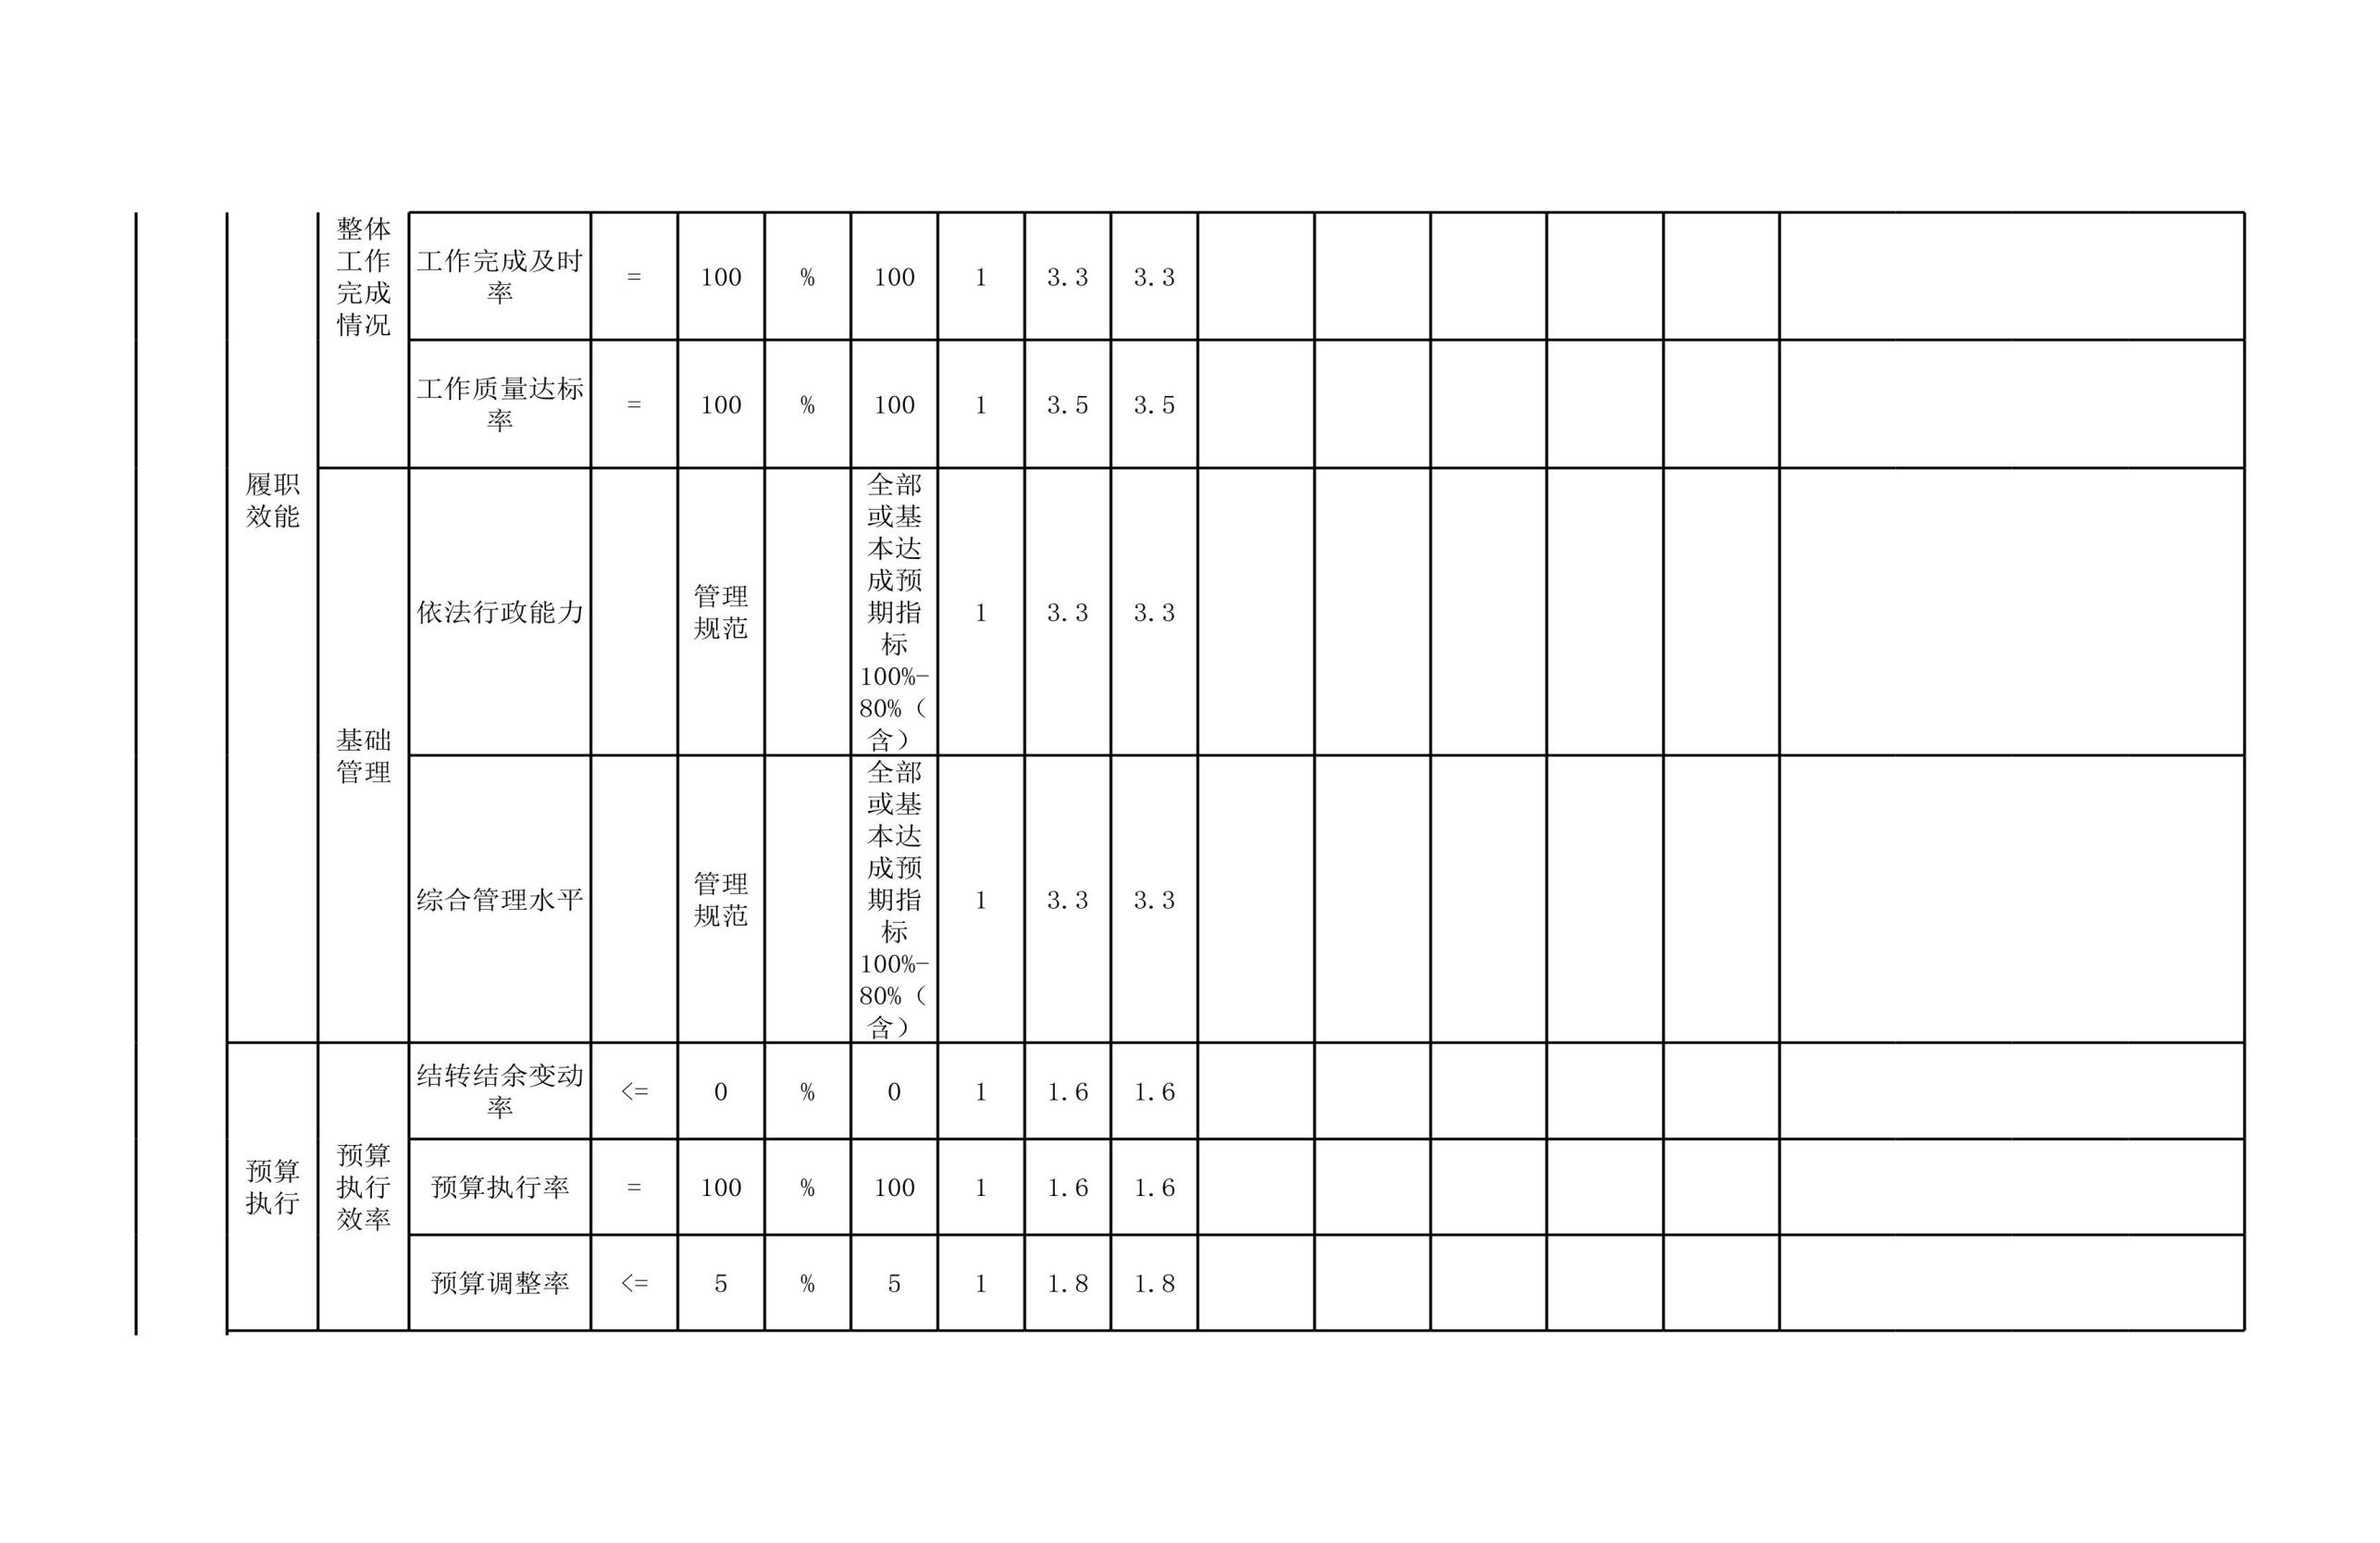 履职
效能
整体
工作
完成
情况
工作完成及时
率
=
100
%
100
1
3.3
3.3
工作质量达标
率
=
100
%
100
1
3.5
3.5
基础
管理
依法行政能力
管理
规范
全部
或基
本达
成预
期指
标
100%-
80%（
含）
1
3.3
3.3
综合管理水平
管理
规范
全部
或基
本达
成预
期指
标
100%-
80%（
含）
1
3.3
3.3
预算
执行
预算
执行
效率
结转结余变动
率
<=
0
%
0
1
1.6
1.6
预算执行率
=
100
%
100
1
1.6
1.6
预算调整率
<=
5
%
5
1
1.8
1.8